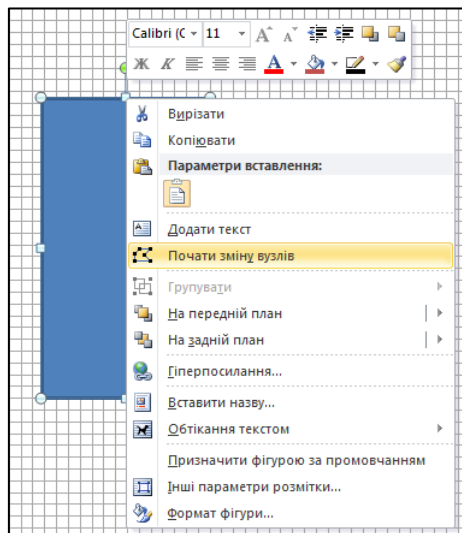 Calibri (С 11 A A
Ж К A
Вирізати
Копіювати
Параметри вставлення:
Додати текст
Почати зміну вузлів
Групувати
На передній план
На задній план
Гіперпосилання...
Вставити назву...
Обтікання текстом
Призначити фігурою за промовчанням
Інші параметри розмітки...
Формат фігури...